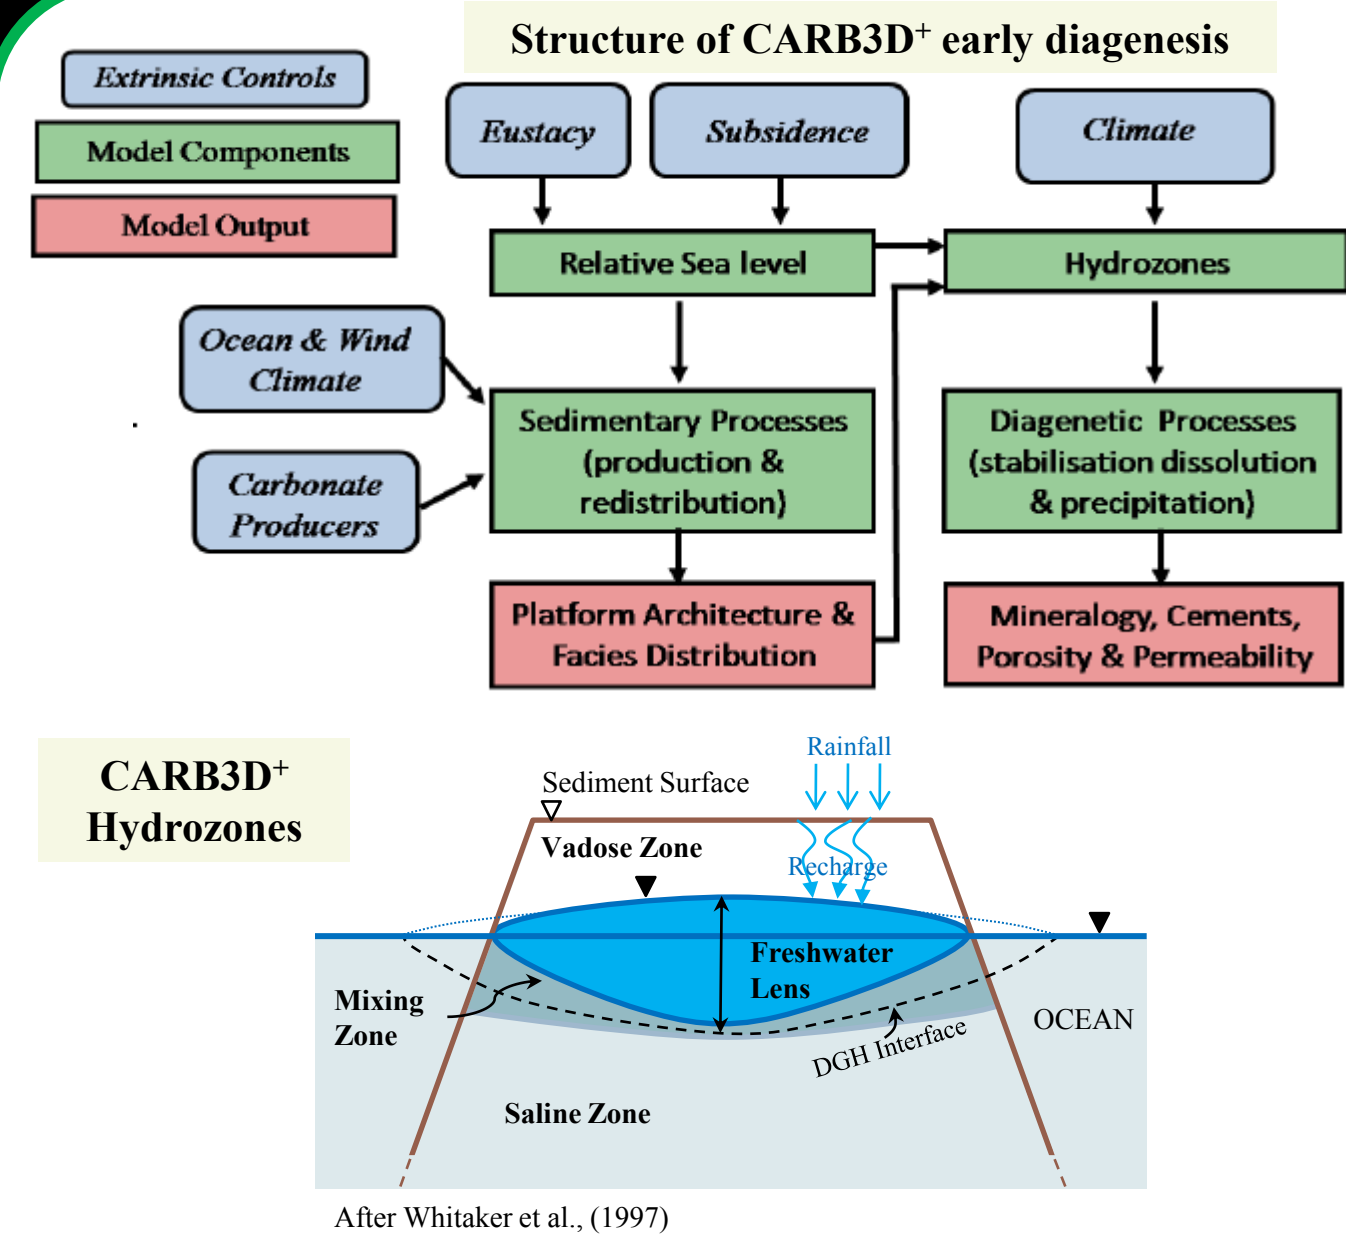 Structure of CARB3D+ early diagenesis
Extrinsic Controls
Model Components
Model Output
Eustacy
Subsidence
Climate
Relative Sea level
Hydrozones
Ocean & Wind
Climate
Carbonate
Producers
Sedimentary Processes
(production &
redistribution)
Diagenetic Processes
(stabilisation dissolution
& precipitation)
Platform Architecture &
Facies Distribution
Mineralogy, Cements,
Porosity & Permeability
CARB3D+
Hydrozones
Rainfall
Sediment Surface
Vadose Zone
Recharge
Freshwater
Lens
Mixing
Zone
DGH Interface
OCEAN
Saline Zone
After Whitaker et al., (1997)